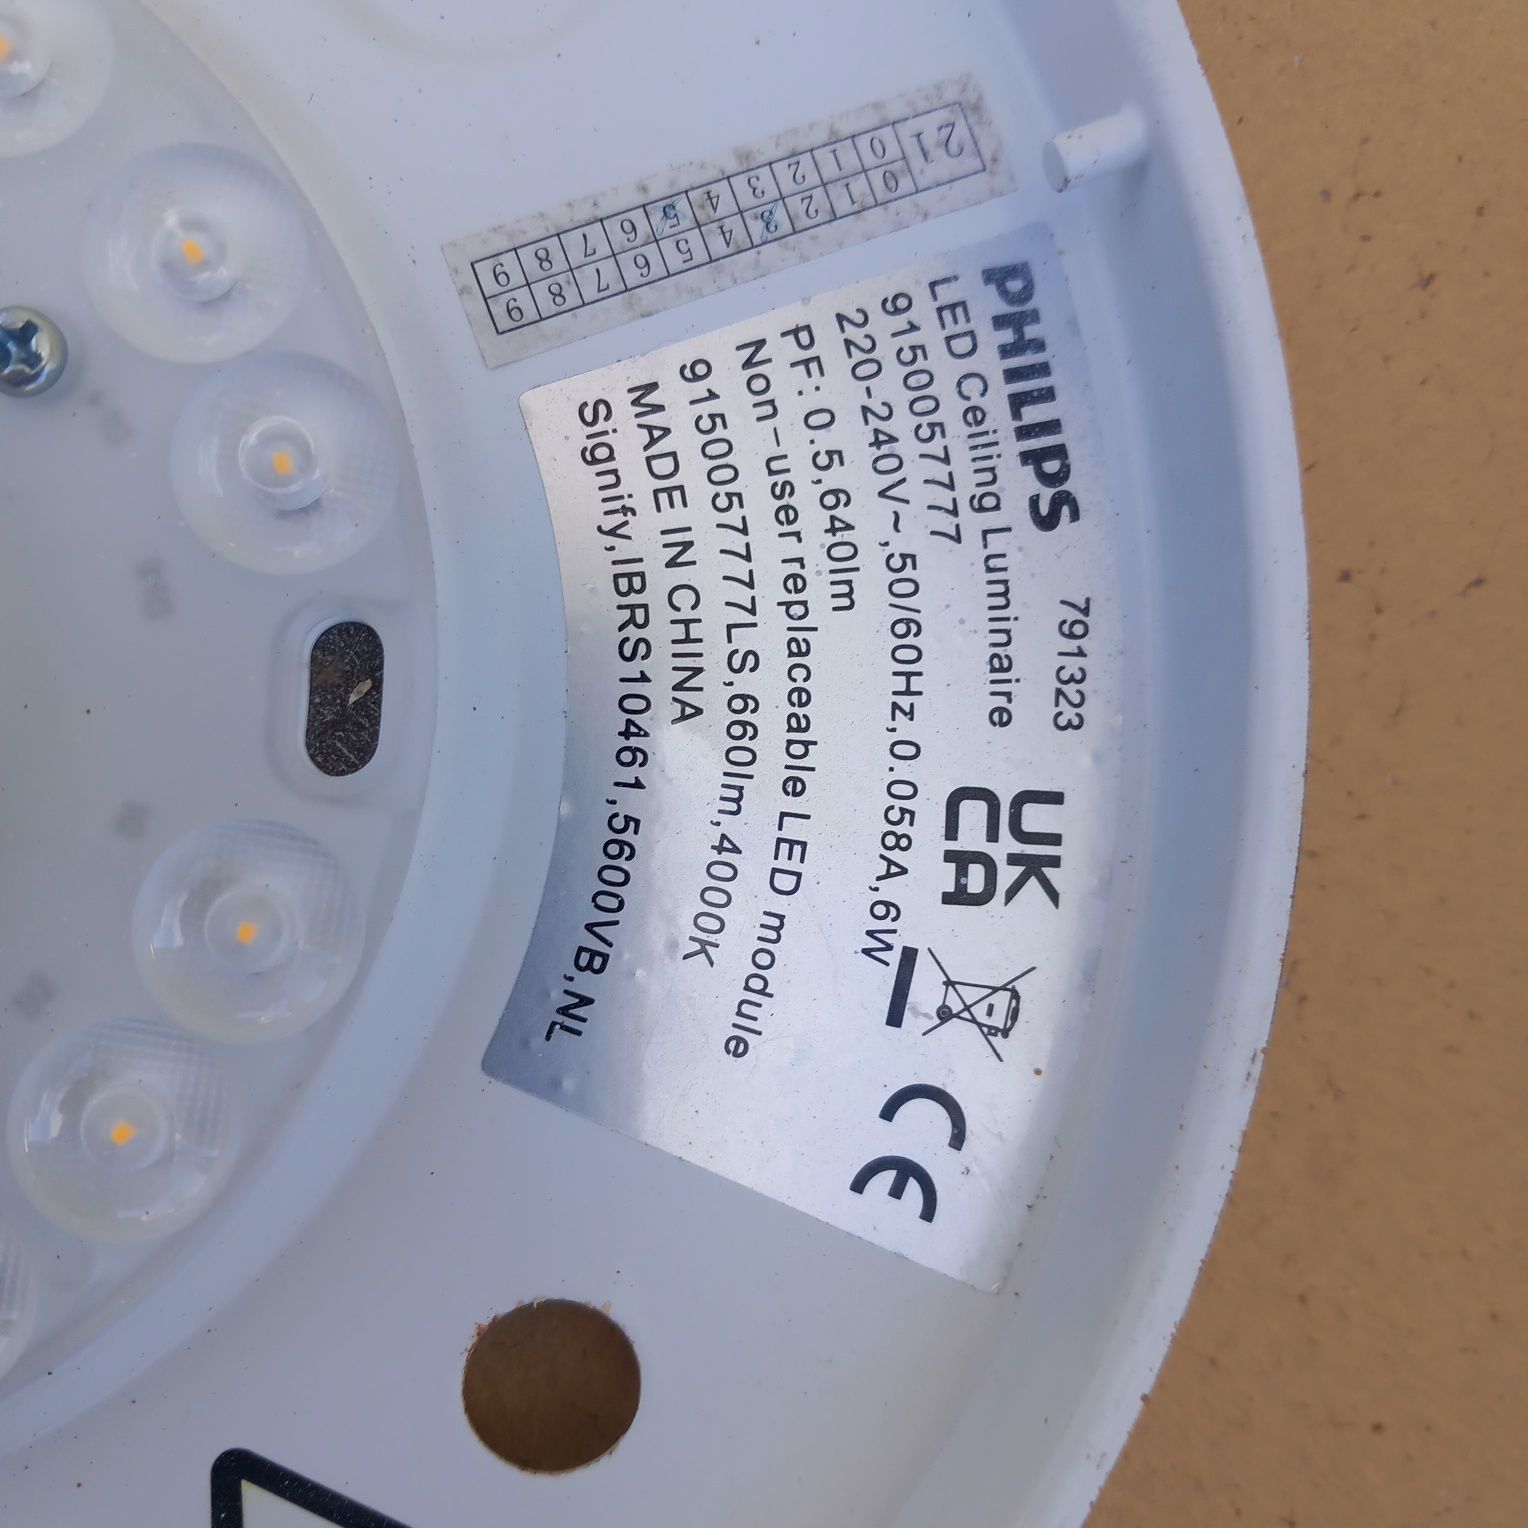 PHILIPS 791323
LED Ceiling Luminaire
9150057777
220-240V~,50/60Hz,0.058A,6W
PF: 0.5,640lm
Non-user replaceable LED module
9150057777LS,660lm,4000K
MADE IN CHINA
Signify,IBRS10461,5600VB,NL
UK
CA
CE
21 0 1 2 3 4 5 6 7 8 9
0 1 2 3 4 5 6 7 8 9